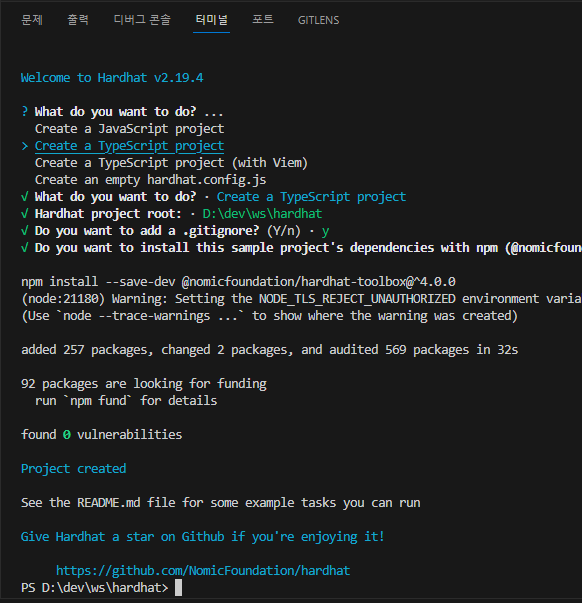 문제 출력 디버그 콘솔 터미널 포트 GITLENS
Welcome to Hardhat v2.19.4
? What do you want to do? ...
Create a JavaScript project
> Create a TypeScript project
Create a TypeScript project (with Viem)
Create an empty hardhat.config.js
√ What do you want to do? · Create a TypeScript project
√ Hardhat project root: · D:\dev\ws\hardhat
√ Do you want to add a .gitignore? (Y/n) · y
√ Do you want to install this sample project's dependencies with npm (@nomicfoun
npm install --save-dev @nomicfoundation/hardhat-toolbox@^4.0.0
(node:21180) Warning: Setting the NODE_TLS_REJECT_UNAUTHORIZED environment varia
(Use `node --trace-warnings ...` to show where the warning was created)
added 257 packages, changed 2 packages, and audited 569 packages in 32s
92 packages are looking for funding
run `npm fund` for details
found 0 vulnerabilities
Project created
See the README.md file for some example tasks you can run
Give Hardhat a star on Github if you're enjoying it!
https://github.com/NomicFoundation/hardhat
PS D:\dev\ws\hardhat>